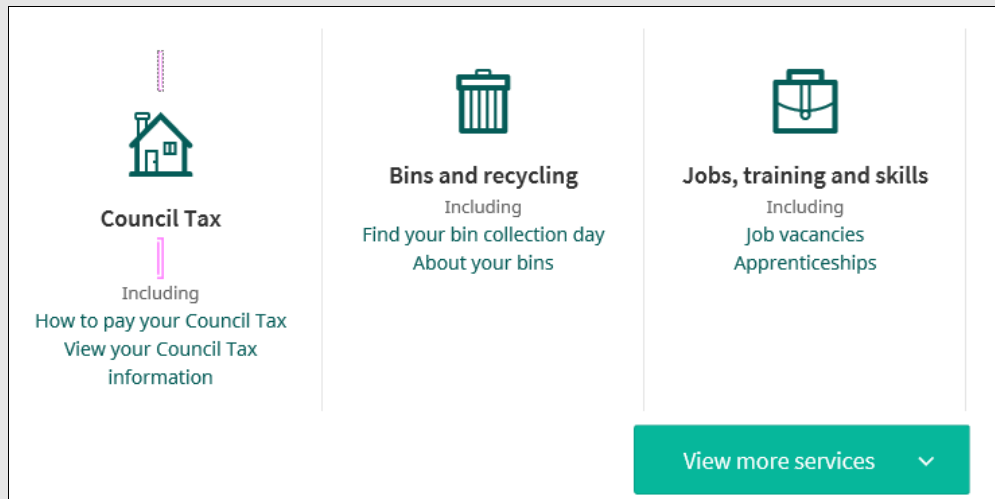 Council Tax
Including
How to pay your Council Tax
View your Council Tax
information
Bins and recycling
Including
Find your bin collection day
About your bins
Jobs, training and skills
Including
Job vacancies
Apprenticeships
View more services